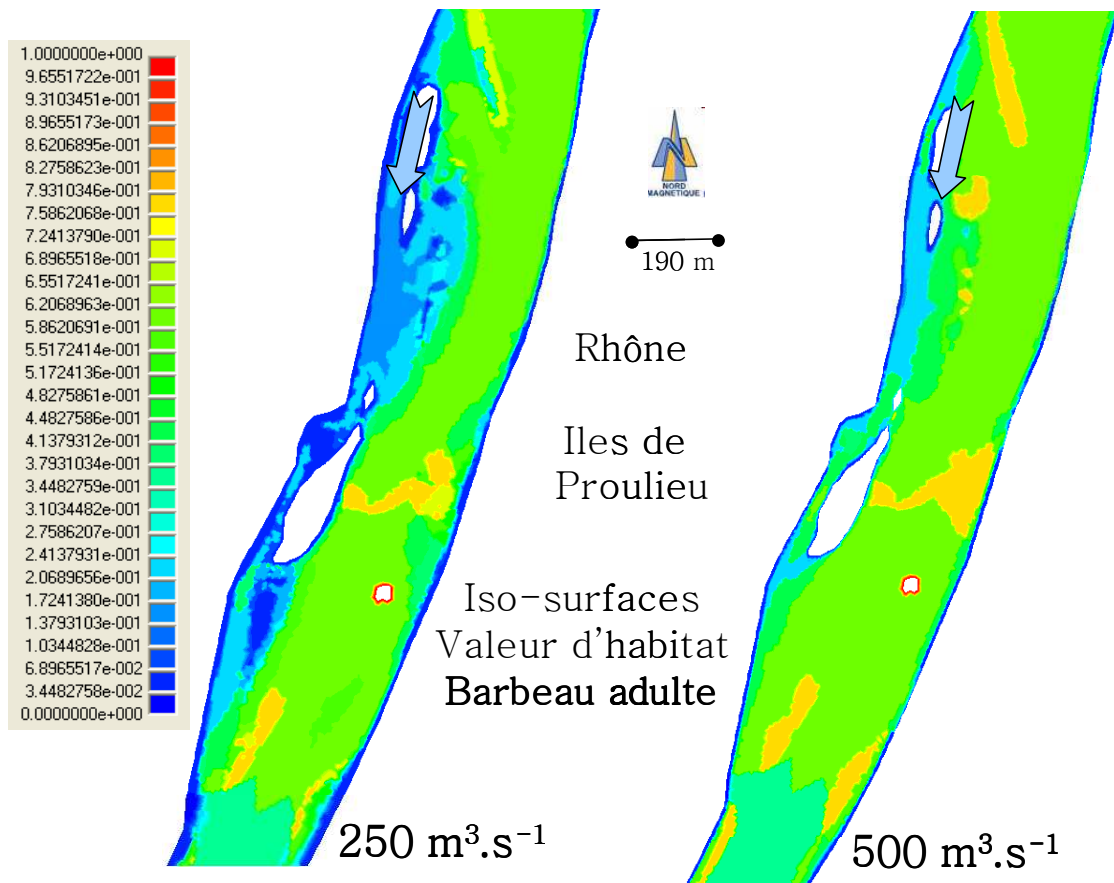 1.0000000e+000
9.6551722e-001
9.3103451e-001
8.9655173e-001
8.6206895e-001
8.2758623e-001
7.9310346e-001
7.5862068e-001
7.2413790e-001
6.8965518e-001
6.5517241e-001
6.2068963e-001
5.8620691e-001
5.5172414e-001
5.1724136e-001
4.8275861e-001
4.4827586e-001
4.1379312e-001
3.7931034e-001
3.4482759e-001
3.1034482e-001
2.7586207e-001
2.4137931e-001
2.0689656e-001
1.7241380e-001
1.3793103e-001
1.0344828e-001
6.8965517e-002
3.4482758e-002
0.0000000e+000
NORD
MAGNETIQUE
190 m
Rhône
Iles de
Proulieu
Iso-surfaces
Valeur d'habitat
Barbeau adulte
250 m³.s⁻¹
500 m³.s⁻¹